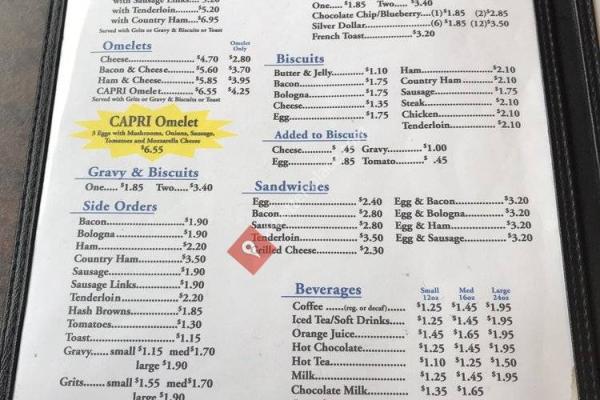 with Sausage Links....5.20
with Tenderloin......$5.20
with Country Ham....$6.95
Served with Grits or Gravy & Biscuits or Toast
Omelets
Omelet Only
Cheese..................$4.70 $2.80
Bacon & Cheese.....$5.60 $3.70
Ham & Cheese.......$5.85 $3.95
CAPRI Omelet.......$6.55 $4.25
Served with Grits or Gravy & Biscuits or Toast
CAPRI Omelet
3 Eggs with Mushrooms, Onions, Sausage,
Tomatoes and Mozzarella Cheese
$6.55
Gravy & Biscuits
One.... $1.85 Two.... $3.40
Side Orders
Bacon.....................$1.90
Bologna.................$1.90
Ham.......................$2.20
Country Ham........$3.50
Sausage..................$1.90
Sausage Links.......$1.90
Tenderloin.............$2.20
Hash Browns.........$1.85
Tomatoes...............$1.30
Toast......................$1.15
Gravy..... small $1.15 med$1.70
large $1.90
Grits...... small $1.55 med$1.70
large $1.90
One....$1.85 Two.... $3.40
Chocolate Chip/Blueberry....(1)$1.85 (2)$2.85
Silver Dollar....................(6) $1.85 (12)$3.50
French Toast..................$3.20
Biscuits
Butter & Jelly.........$1.10
Bacon.....................$1.75
Bologna.................$1.75
Cheese...................$1.35
Egg.........................$1.75
Ham.......................$2.10
Country Ham ........$2.10
Sausage..................$1.75
Steak......................$2.10
Chicken.................$2.10
Tenderloin.............$2.10
Added to Biscuits
Cheese..........$ .45 Gravy........$1.00
Egg...............$ .85 Tomato..... $ .45
Sandwiches
Egg.........................$2.40
Bacon.....................$2.80
Sausage..................$2.80
Tenderloin.............$3.50
Grilled Cheese.......$2.30
Egg & Bacon..........$3.20
Egg & Bologna.......$3.20
Egg & Ham............$3.20
Egg & Sausage.......$3.20
Beverages
Small 12oz Med 16oz Large 24oz
Coffee ......(reg. or decaf)...... $1.25 $1.45 $1.95
Iced Tea/Soft Drinks..... $1.25 $1.45 $1.95
Orange Juice............. $1.45 $1.65 $1.95
Hot Chocolate........... $1.25 $1.45 $1.95
Hot Tea..................... $1.10 $1.25 $1.50
Milk........................... $1.25 $1.45 $1.95
Chocolate Milk.......... $1.35 $1.65